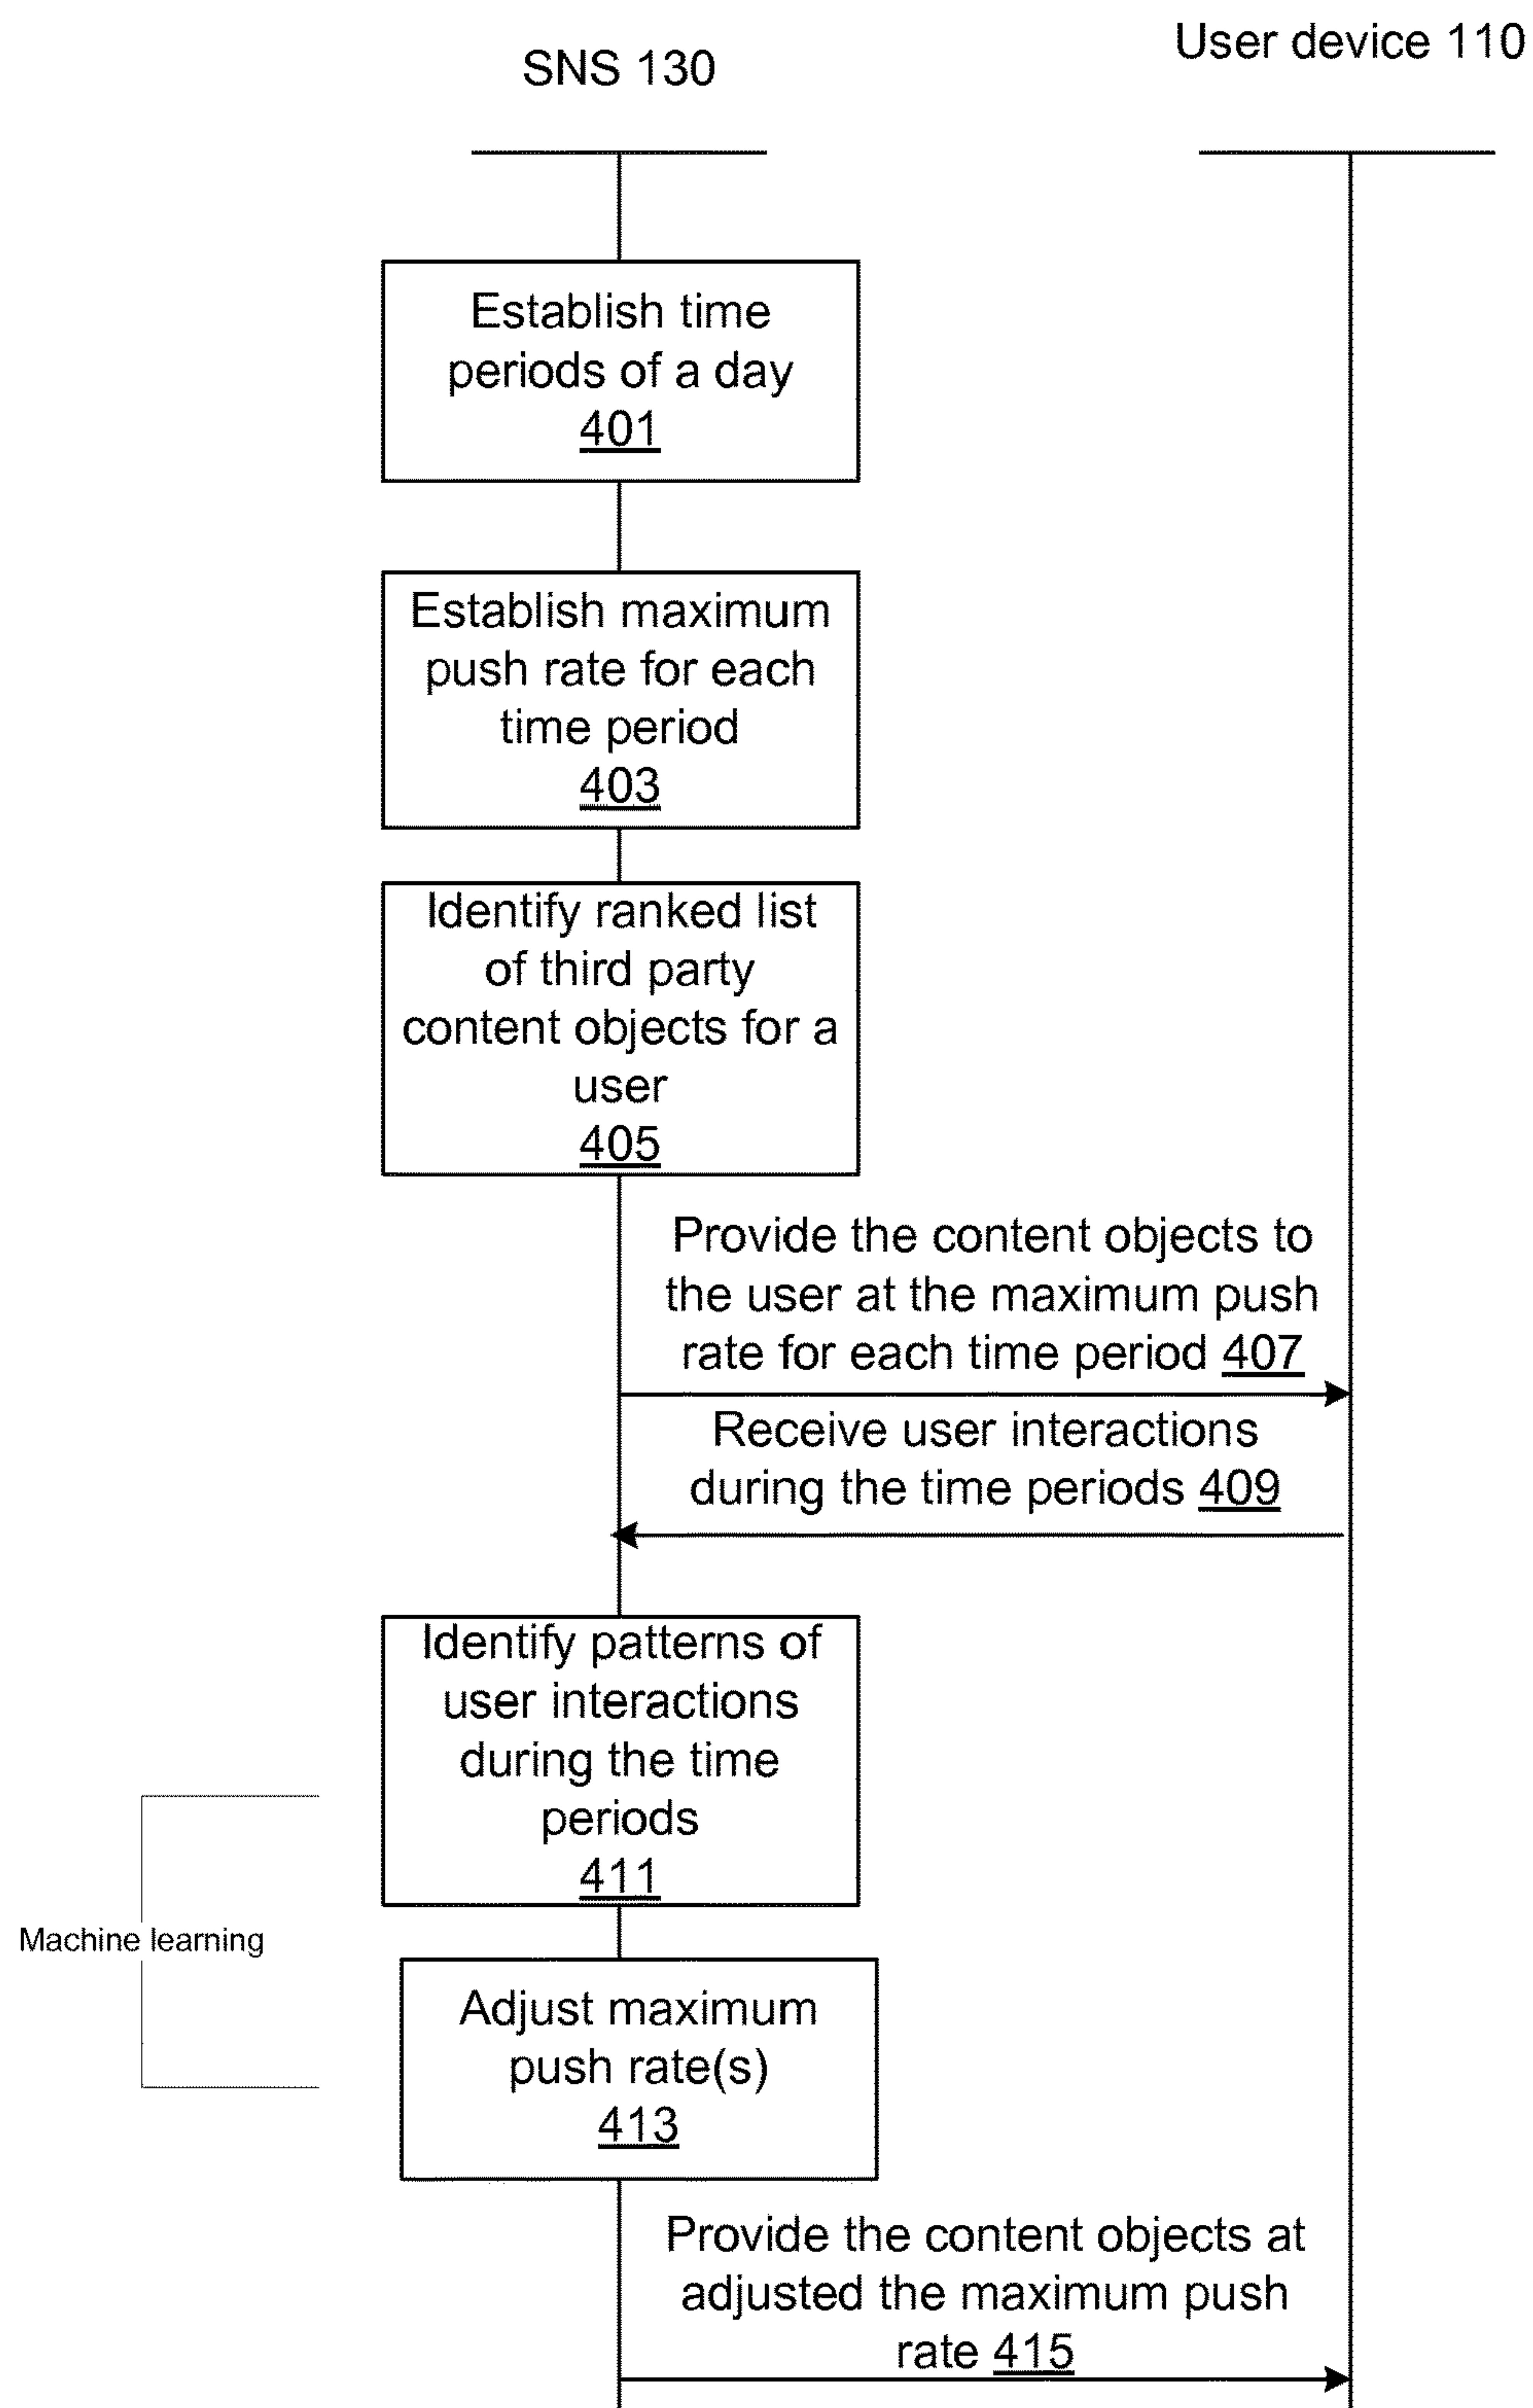 SNS 130
User device 110
Establish time
periods of a day
401
Establish maximum
push rate for each
time period
403
Identify ranked list
of third party
content objects for a
user
405
Provide the content objects to
the user at the maximum push
rate for each time period 407
Receive user interactions
during the time periods 409
Identify patterns of
user interactions
during the time
periods
411
Machine learning
Adjust maximum
push rate(s)
413
Provide the content objects at
adjusted the maximum push
rate 415